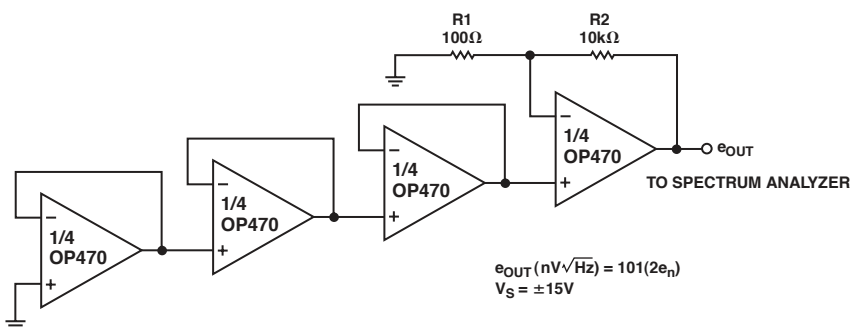 R1
100Ω
R2
10kΩ
−
1/4
OP470
+
eOUT
TO SPECTRUM ANALYZER
−
1/4
OP470
+
−
1/4
OP470
+
−
1/4
OP470
+
eOUT (nV√Hz) = 101(2en)
VS = ±15V